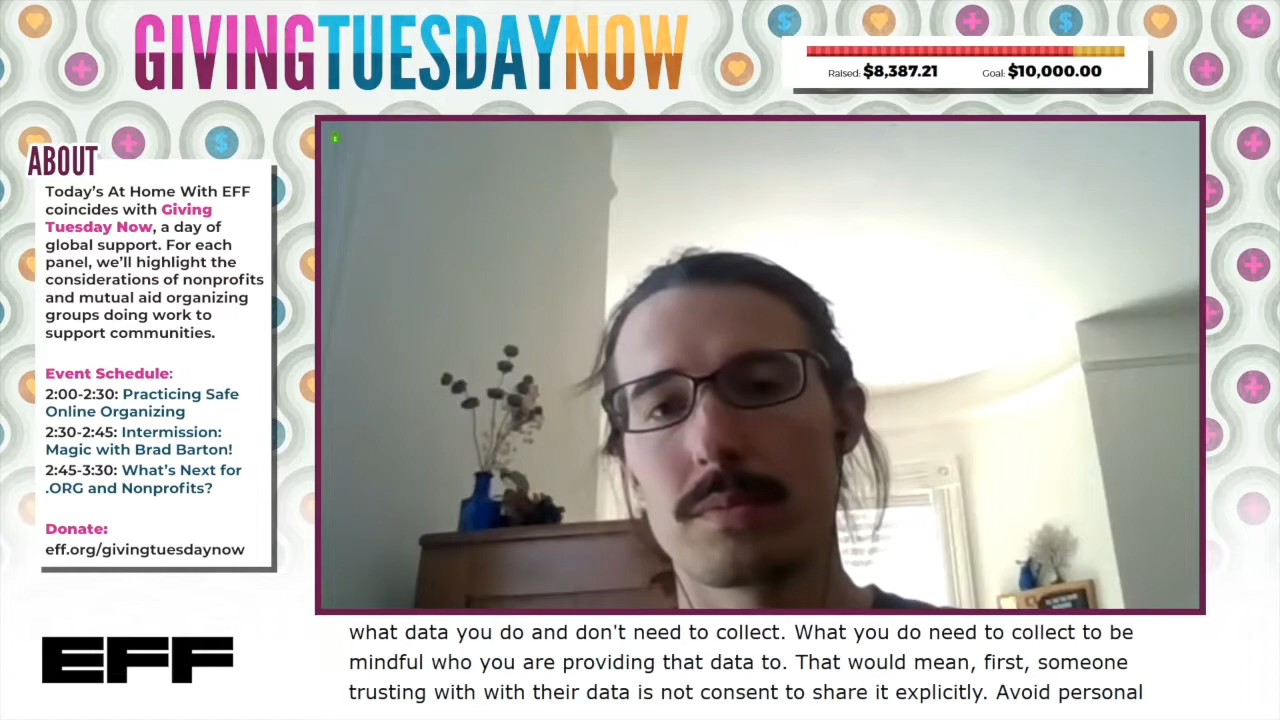 GIVINGTUESDAYNOW
Raised: $8,387.21 Goal: $10,000.00
ABOUT
Today's At Home With EFF
coincides with Giving
Tuesday Now, a day of
global support. For each
panel, we'll highlight the
considerations of nonprofits
and mutual aid organizing
groups doing work to
support communities.
Event Schedule:
2:00-2:30: Practicing Safe
Online Organizing
2:30-2:45: Intermission:
Magic with Brad Barton!
2:45-3:30: What's Next for
.ORG and Nonprofits?
Donate:
eff.org/givingtuesdaynow
EFF
what data you do and don't need to collect. What you do need to collect to be
mindful who you are providing that data to. That would mean, first, someone
trusting with with their data is not consent to share it explicitly. Avoid personal